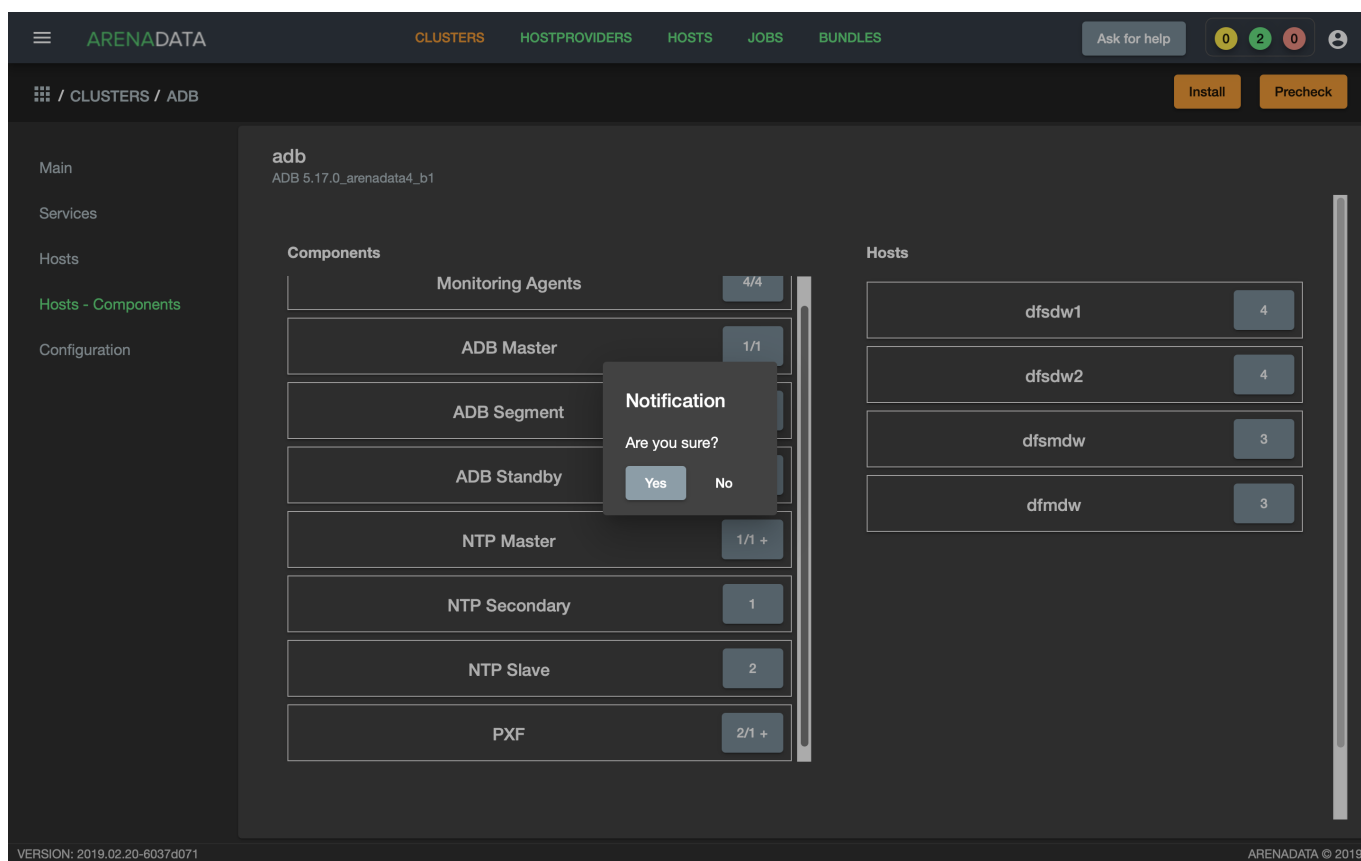 ARENADATA
CLUSTERS HOSTPROVIDERS HOSTS JOBS BUNDLES
Ask for help
0 2 0
/ CLUSTERS / ADB
Install Precheck
Main
Services
Hosts
Hosts - Components
Configuration
adb
ADB 5.17.0_arenadata4_b1
Components
Monitoring Agents 4/4
ADB Master 1/1
ADB Segment
ADB Standby
NTP Master 1/1 +
NTP Secondary 1
NTP Slave 2
PXF 2/1 +
Notification
Are you sure?
Yes No
Hosts
dfsdw1 4
dfsdw2 4
dfsmdw 3
dfmdw 3
VERSION: 2019.02.20-6037d071
ARENADATA © 2019